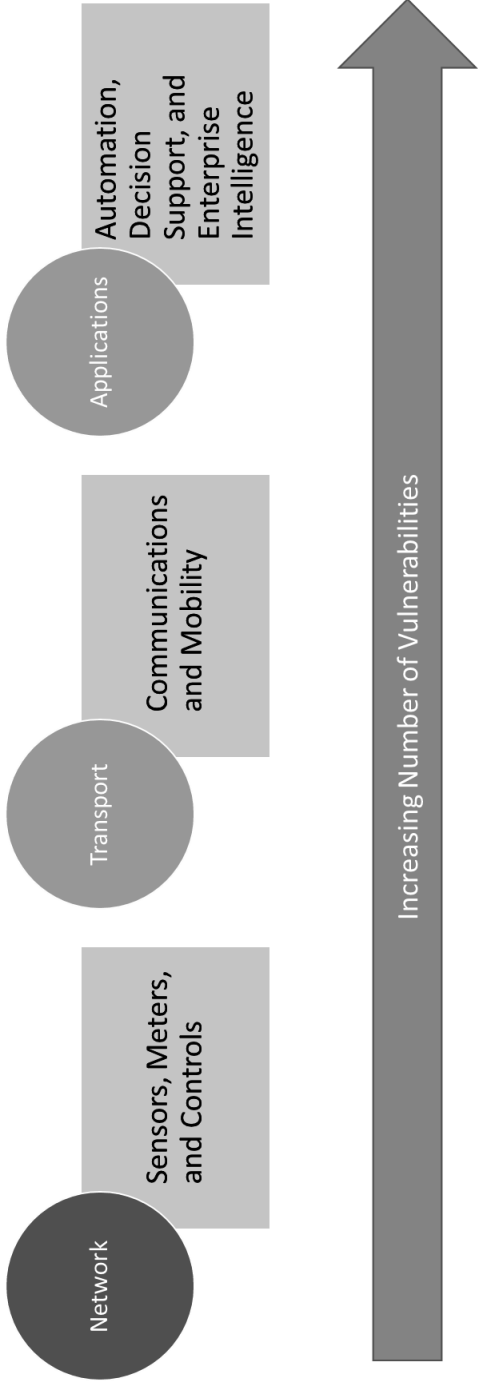 Network
Sensors, Meters,
and Controls
Transport
Communications
and Mobility
Applications
Automation,
Decision
Support, and
Enterprise
Intelligence
Increasing Number of Vulnerabilities